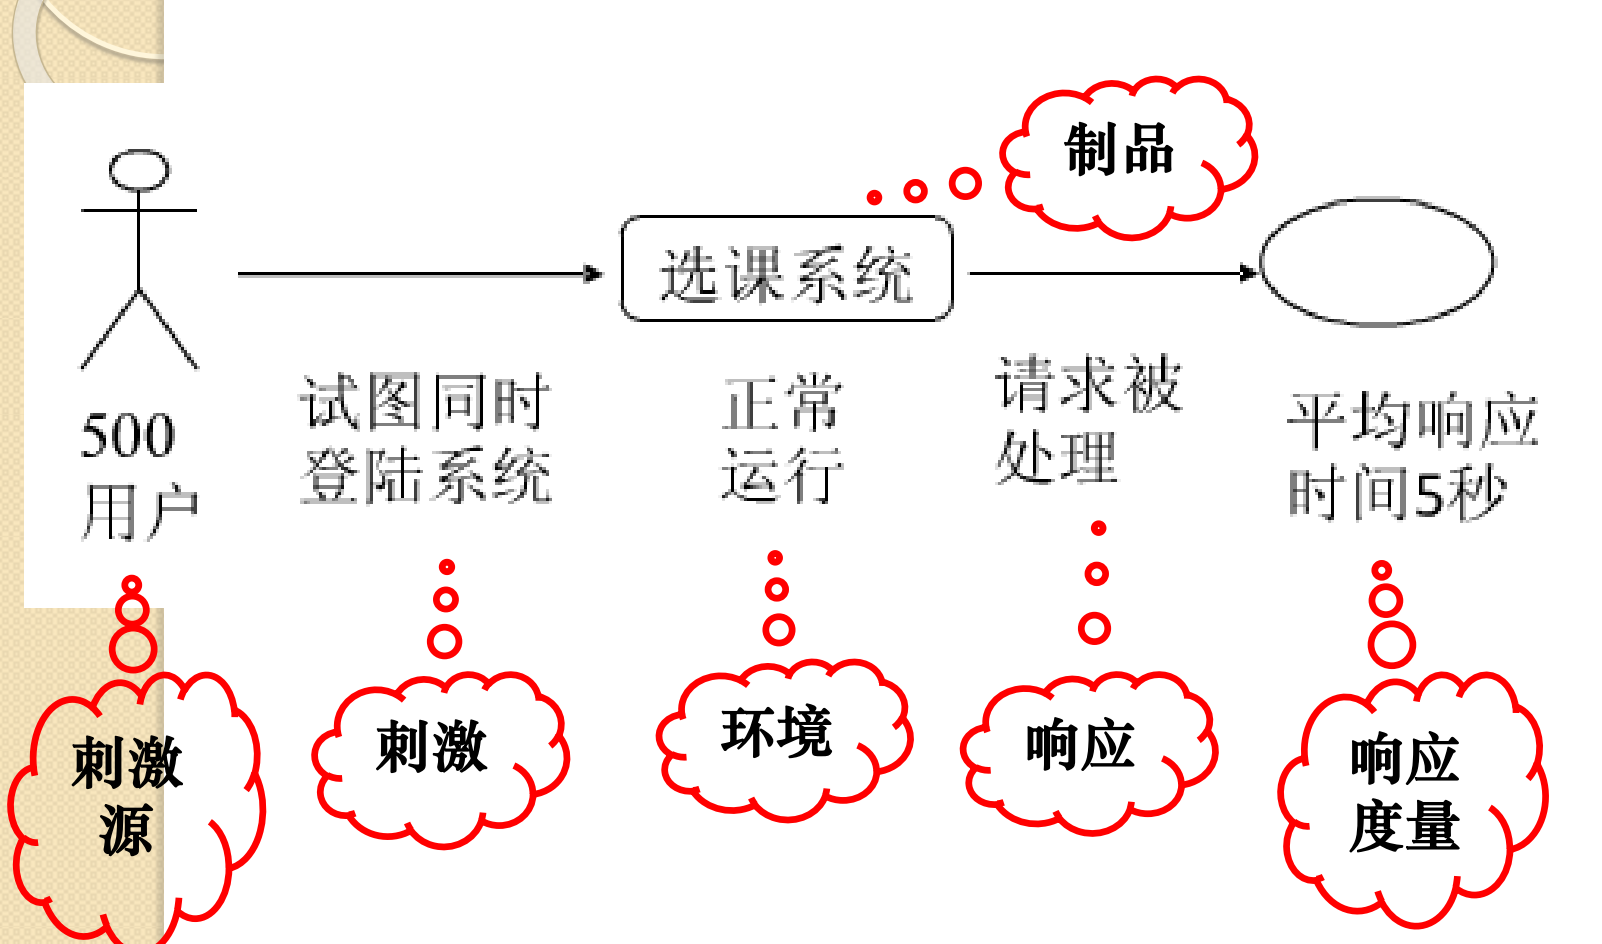 制品
选课系统
500
用户
试图同时
登陆系统
正常
运行
请求被
处理
平均响应
时间5秒
刺激
源
刺激
环境
响应
响应
度量